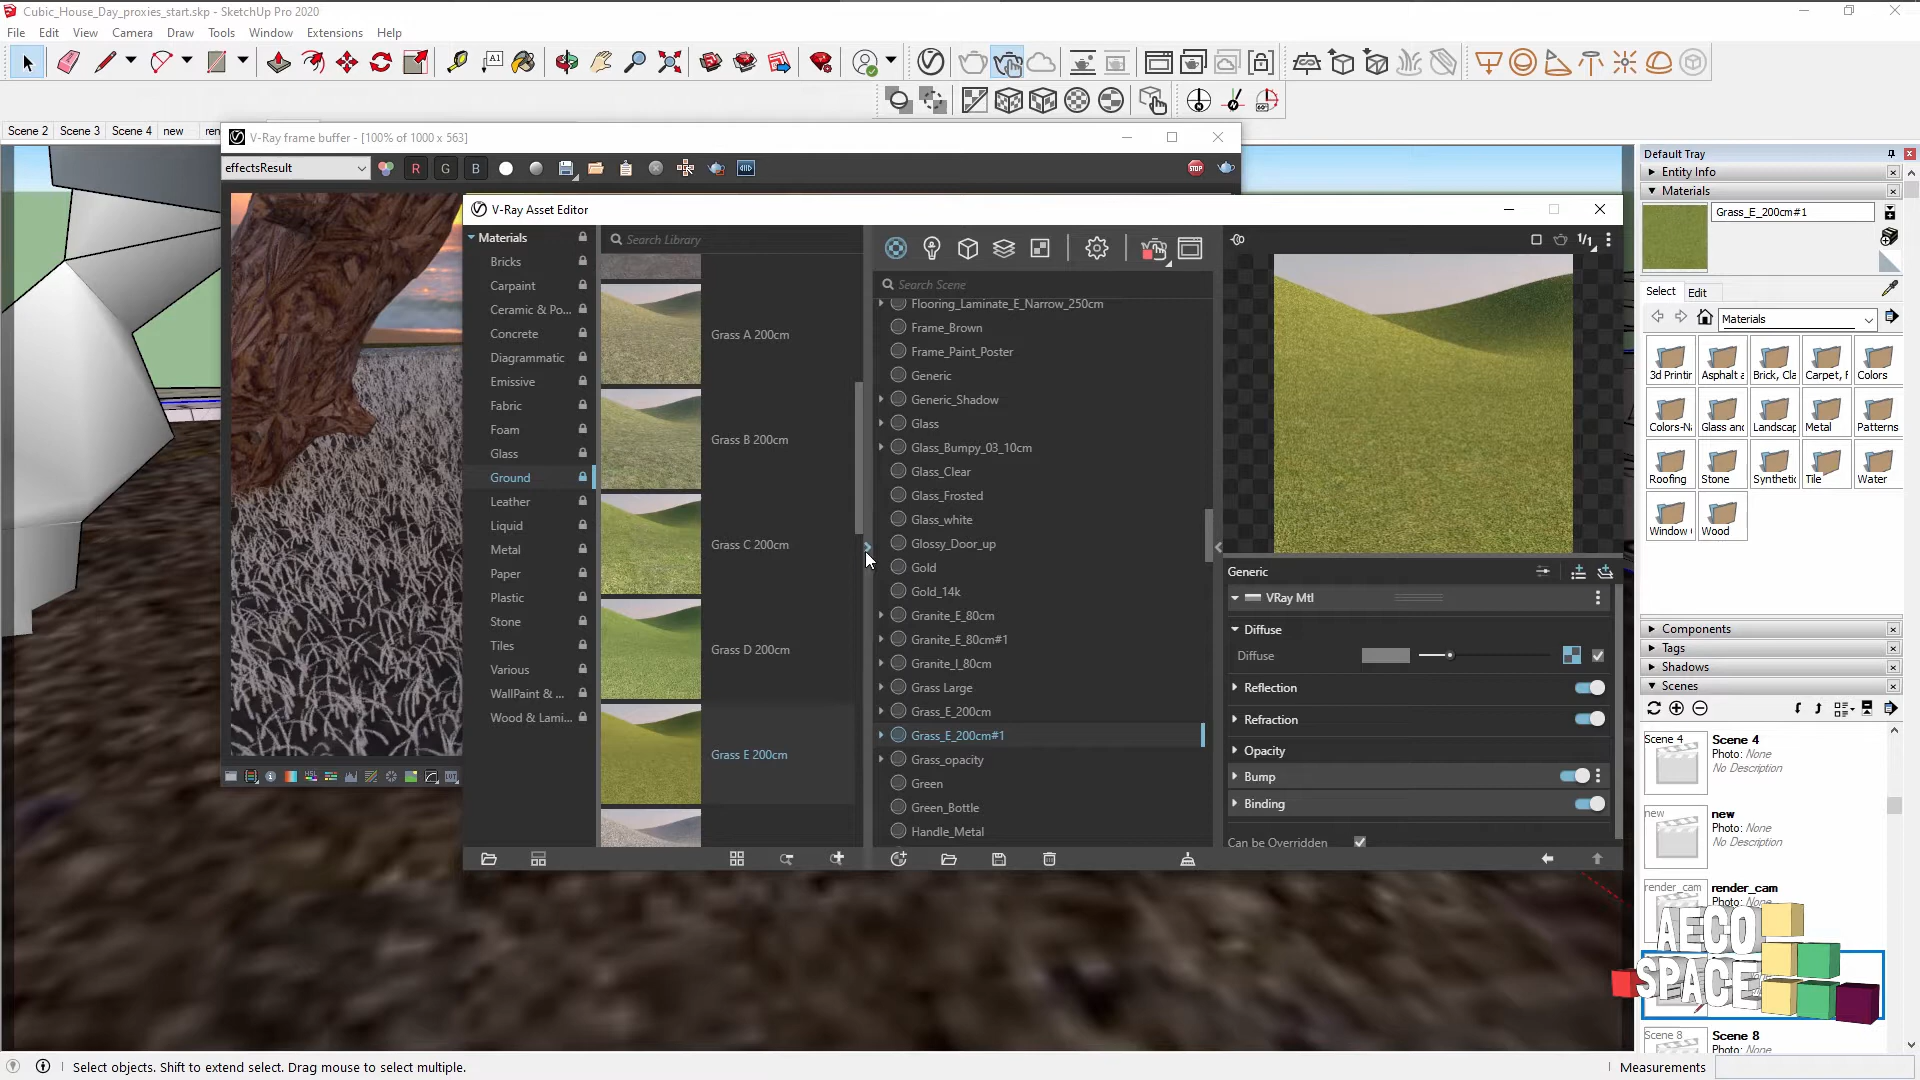 Cubic_House_Day_proxies_start.skp - SketchUp Pro 2020
File Edit View Camera Draw Tools Window Extensions Help
Scene 2 Scene 3 Scene 4 new
V-Ray frame buffer - [100% of 1000 x 563]
effectsResult
R G B
STOP
V-Ray Asset Editor
Materials
Bricks
Carpaint
Ceramic & Po...
Concrete
Diagrammatic
Emissive
Fabric
Foam
Glass
Ground
Leather
Liquid
Metal
Paper
Plastic
Stone
Tiles
Various
WallPaint & ...
Wood & Lami...
Search Library
Grass A 200cm
Grass B 200cm
Grass C 200cm
Grass D 200cm
Grass E 200cm
Search Scene
Flooring_Laminate_E_Narrow_250cm
Frame_Brown
Frame_Paint_Poster
Generic
Generic_Shadow
Glass
Glass_Bumpy_03_10cm
Glass_Clear
Glass_Frosted
Glass_white
Glossy_Door_up
Gold
Gold_14k
Granite_E_80cm
Granite_E_80cm#1
Granite_I_80cm
Grass Large
Grass_E_200cm
Grass_E_200cm#1
Grass_opacity
Green
Green_Bottle
Handle_Metal
1/1
Generic
VRay Mtl
Diffuse
Diffuse
Reflection
Refraction
Opacity
Bump
Binding
Can be Overridden
Default Tray
Entity Info
Materials
Grass_E_200cm#1
Select Edit
Materials
3d Printir Asphalt a Brick, Cla Carpet, F Colors
Colors-Na Glass and Landscap Metal Patterns
Roofing Stone Synthetic Tile Water
Window Wood
Components
Tags
Shadows
Scenes
Scene 4 Scene 4
Photo: None
No Description
new new
Photo: None
No Description
render_cam render_cam
Photo: None
AECO
SPACE
Scene 8 Scene 8
Photo: None
Select objects. Shift to extend select. Drag mouse to select multiple.
Measurements